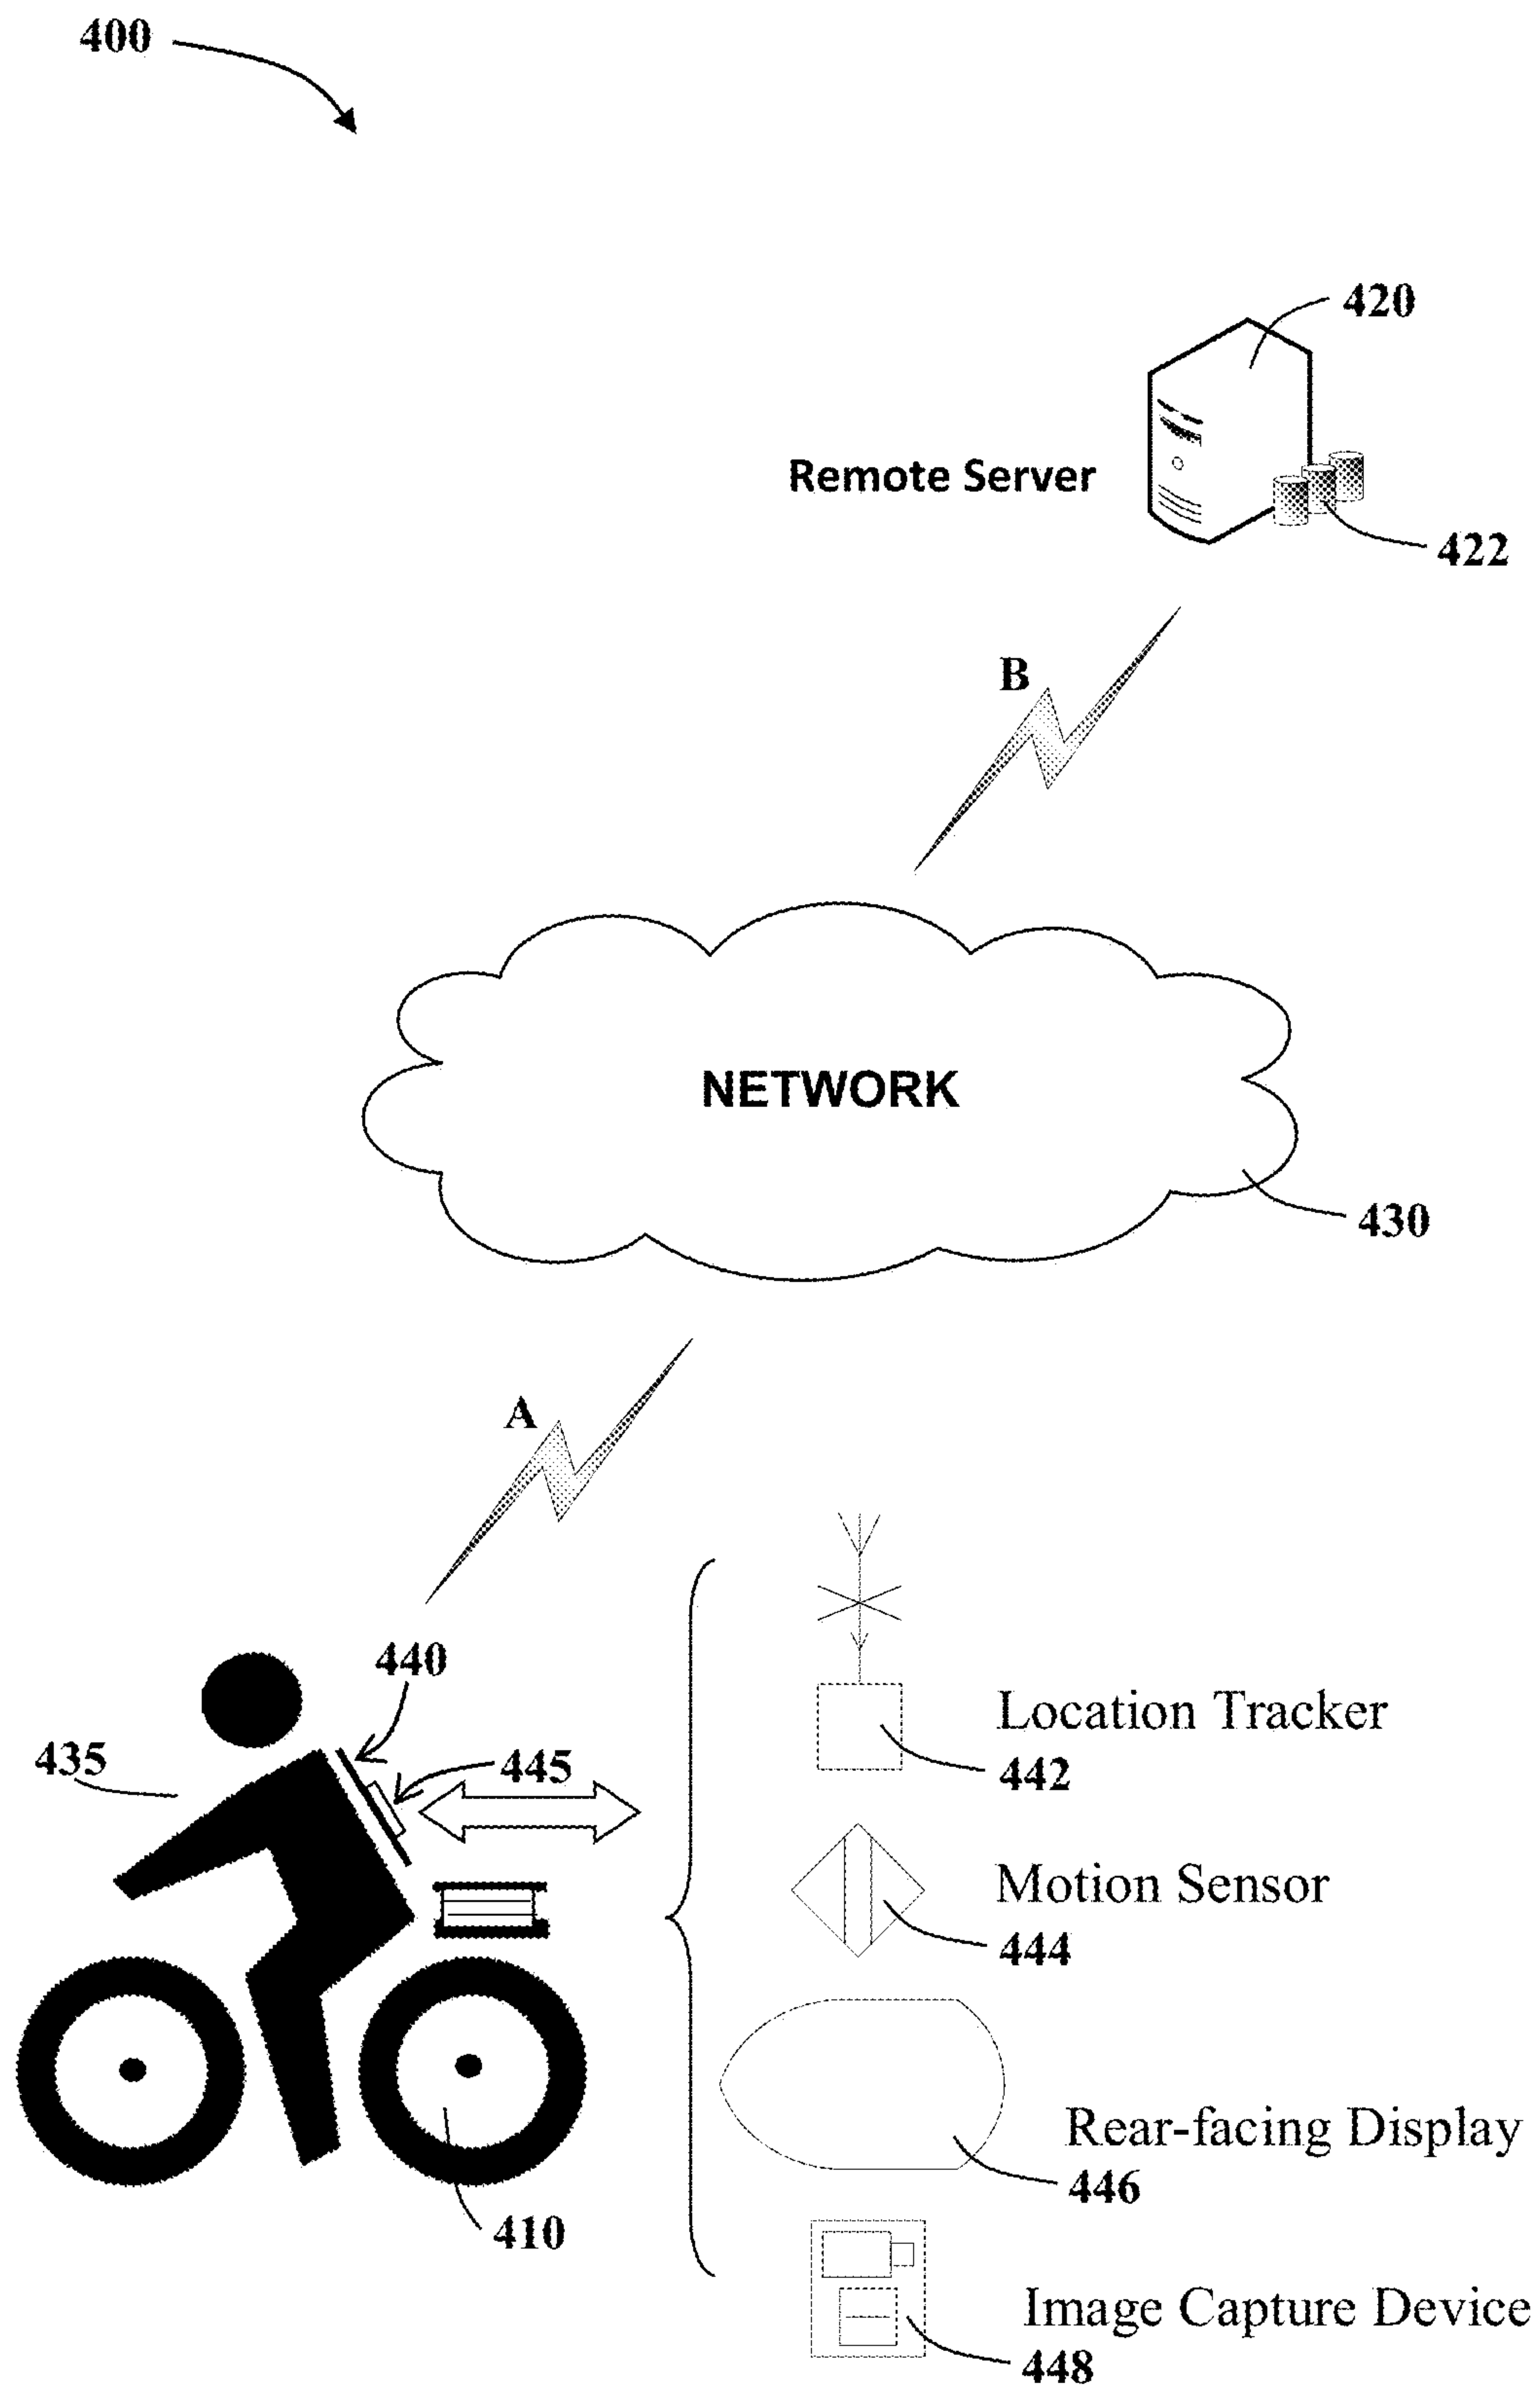 400
420
Remote Server
422
B
NETWORK
430
A
440
435
445
Location Tracker
442
Motion Sensor
444
Rear-facing Display
446
410
Image Capture Device
448